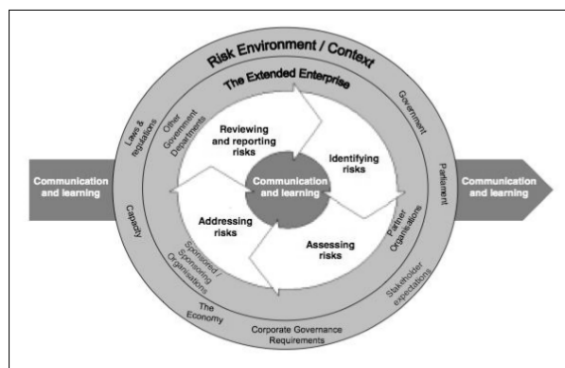 Risk Environment / Context
The Extended Enterprise
Laws &
regulations
Other
Government
Departments
Government
Reviewing
and reporting
risks
Identifying
risks
Parliament
Communication
and learning
Communication
and learning
Communication
and learning
Capacity
Addressing
risks
Assessing
risks
Partner
Organisations
Sponsored /
Sponsoring
Organisations
Stakeholder
expectations
The
Economy
Corporate Governance
Requirements